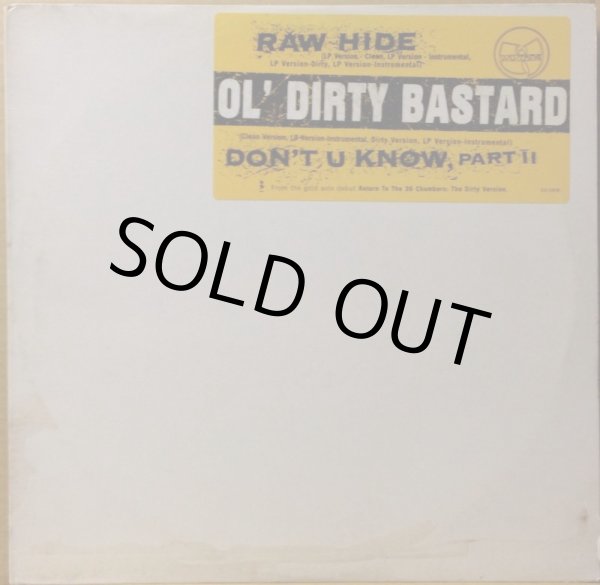 RAW HIDE
(LP Version - Clean, LP Version - Instrumental,
LP Version-Dirty, LP Version-Instrumental)
OL' DIRTY BASTARD
(Clean Version, LP-Version-Instrumental, Dirty Version, LP Version-Instrumental)
DON'T U KNOW, PART II
From the gold solo debut Return To The 36 Chambers: The Dirty Version.
SOLD OUT